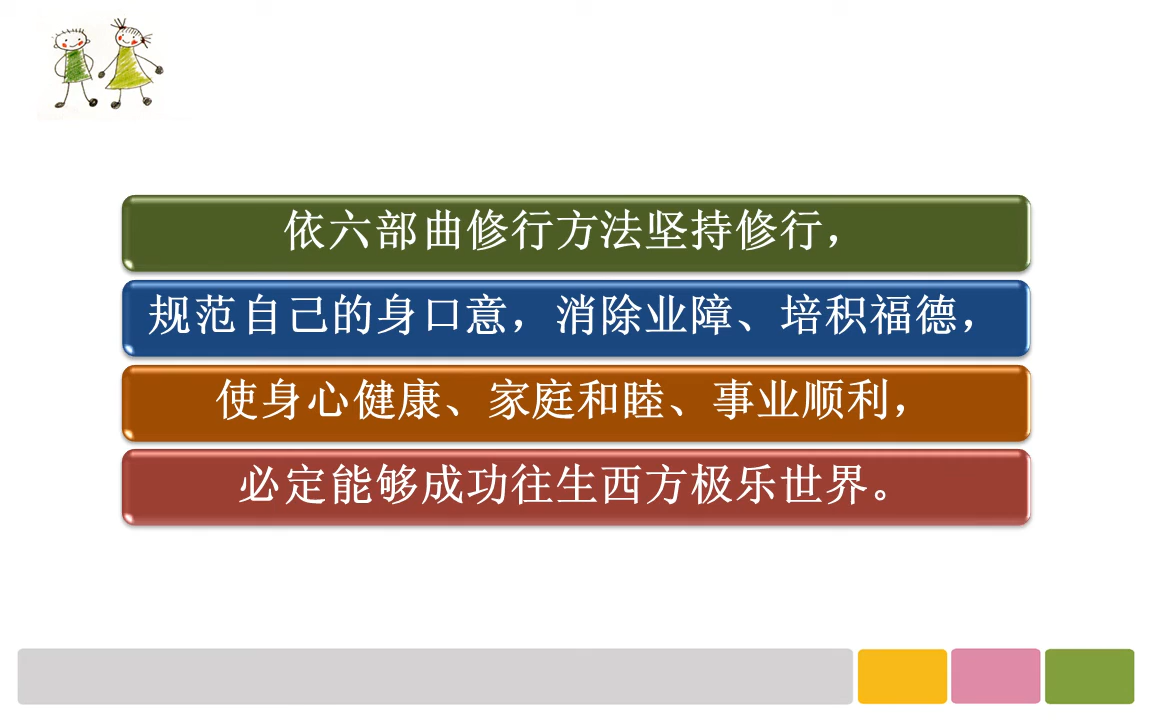 依六部曲修行方法坚持修行，
规范自己的身口意，消除业障、培积福德，
使身心健康、家庭和睦、事业顺利，
必定能够成功往生西方极乐世界。